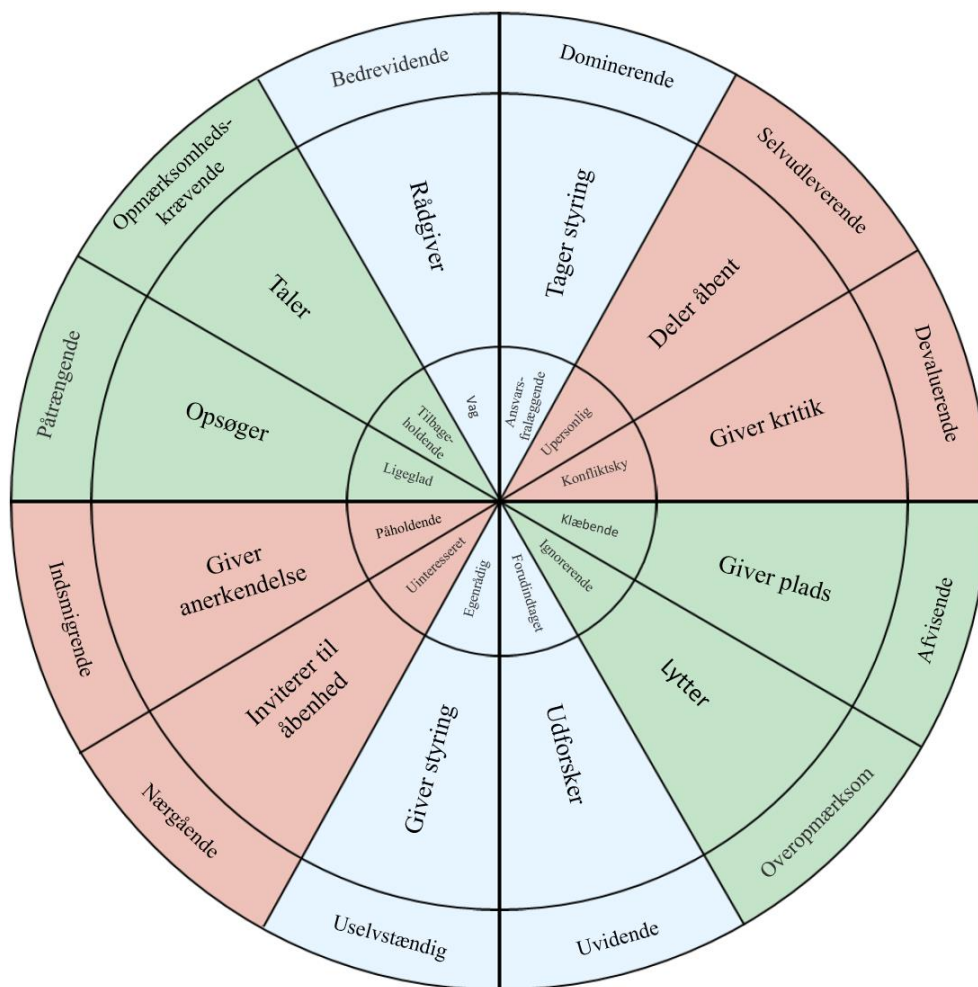 Bedrevidende
Dominerende
Opmærksomheds-
krævende
Selvudleverende
Rådgiver
Tager styring
Taler
Deler åbent
Påtrængende
Devaluerende
Opsøger
Giver kritik
Tilbage-
holdende
Vag
Ansvars-
fralæggende
Upersonlig
Ligeglad
Konfliktsky
Påholdende
Klæbende
Uinteresseret
Egenrådig
Forudindtaget
Ignorerende
Giver
anerkendelse
Giver plads
Indsmigrende
Afvisende
Inviterer til
åbenhed
Lytter
Giver styring
Udforsker
Nærgående
Overopmærksom
Uselvstændig
Uvidende